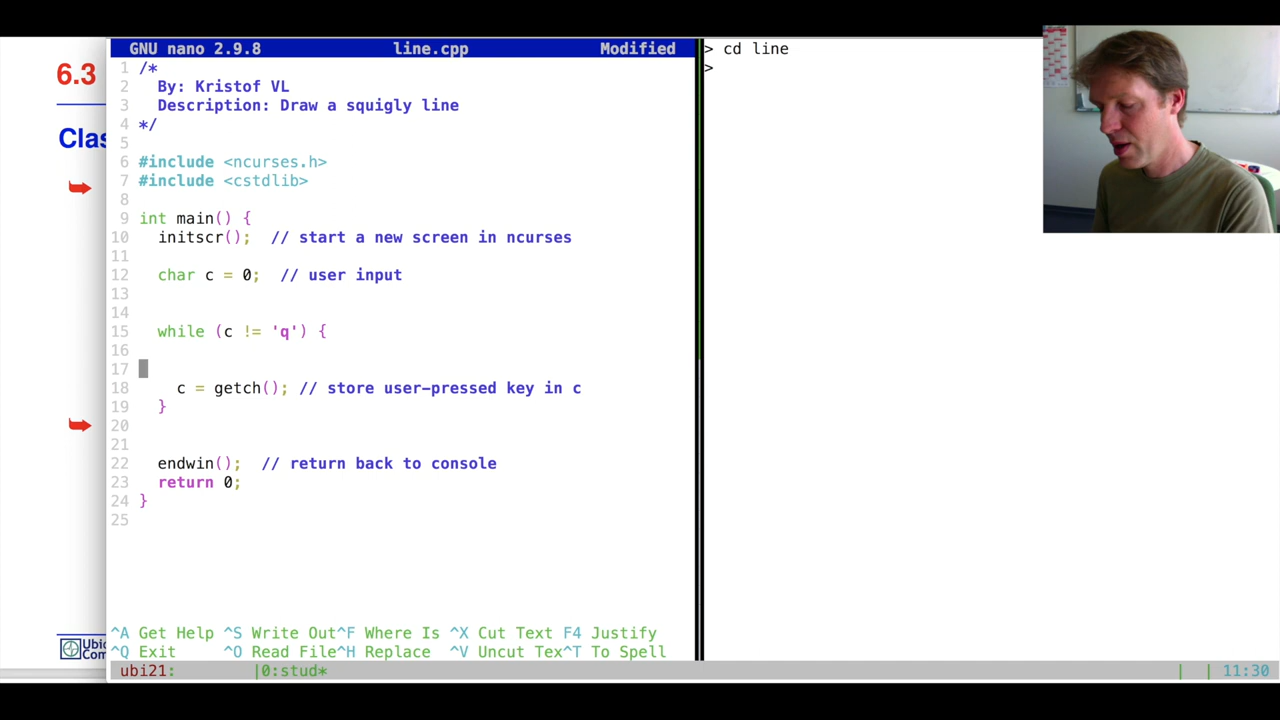 6.3
Clas
GNU nano 2.9.8 line.cpp Modified
1 /*
2 By: Kristof VL
3 Description: Draw a squigly line
4 */
5
6 #include <ncurses.h>
7 #include <cstdlib>
8
9 int main() {
10 initscr(); // start a new screen in ncurses
11
12 char c = 0; // user input
13
14
15 while (c != 'q') {
16
17
18 c = getch(); // store user-pressed key in c
19 }
20
21
22 endwin(); // return back to console
23 return 0;
24 }
25
^A Get Help ^S Write Out^F Where Is ^X Cut Text F4 Justify
^Q Exit ^O Read File^H Replace ^V Uncut Tex^T To Spell
ubi21: |0:stud* | | 11:30
> cd line
>
Ubi
Com